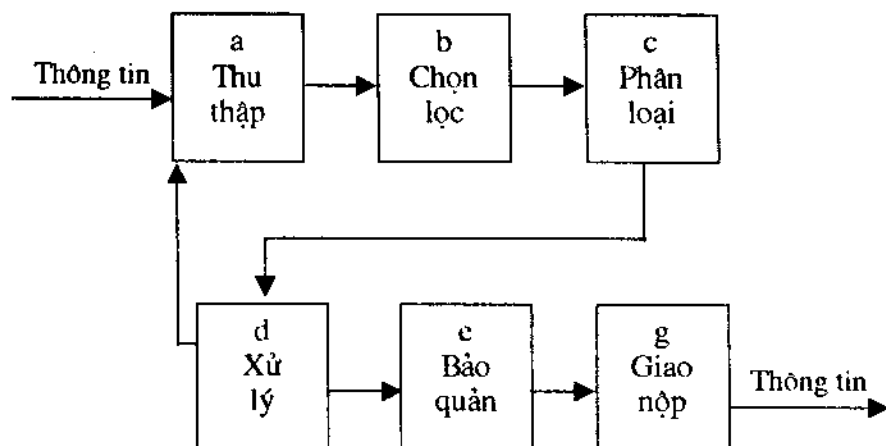 Thông tin
a
Thu
thập
b
Chọn
lọc
c
Phân
loại
d
Xử
lý
e
Bảo
quản
g
Giao
nộp
Thông tin